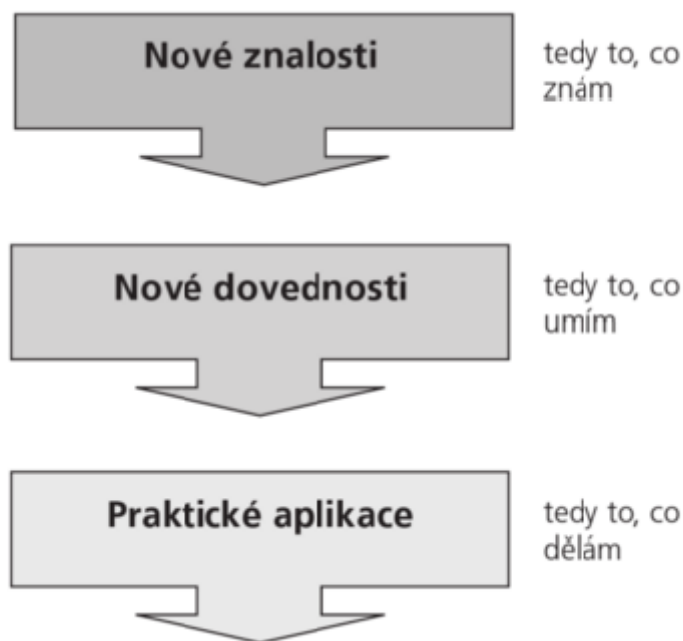 Nové znalosti
tedy to, co
znám
Nové dovednosti
tedy to, co
umím
Praktické aplikace
tedy to, co
dělám